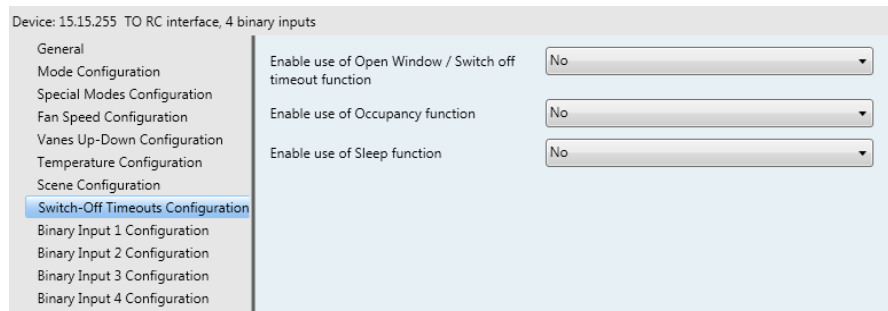 Device: 15.15.255 TO RC interface, 4 binary inputs
General
Mode Configuration
Special Modes Configuration
Fan Speed Configuration
Vanes Up-Down Configuration
Temperature Configuration
Scene Configuration
Switch-Off Timeouts Configuration
Binary Input 1 Configuration
Binary Input 2 Configuration
Binary Input 3 Configuration
Binary Input 4 Configuration
Enable use of Open Window / Switch off
timeout function
No
Enable use of Occupancy function
No
Enable use of Sleep function
No